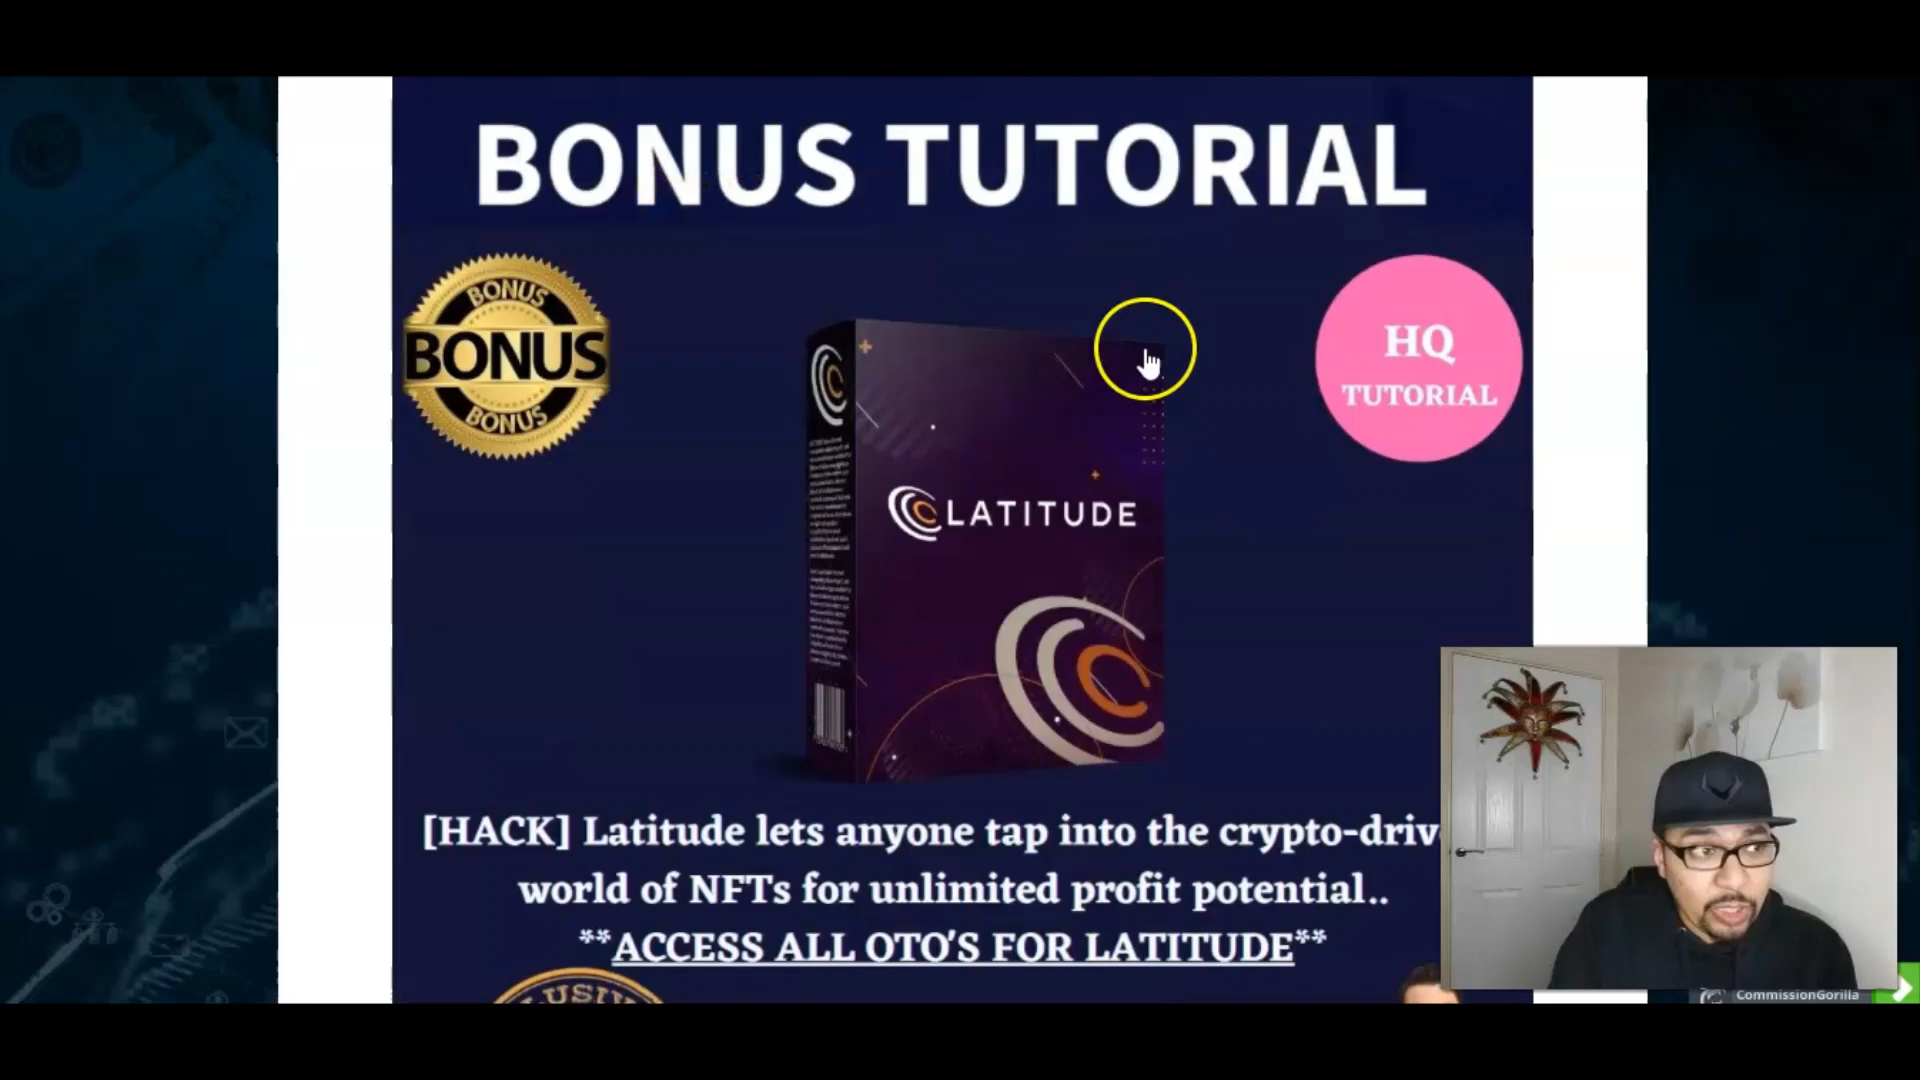 BONUS TUTORIAL
BONUS
BONUS
BONUS
HQ
TUTORIAL
LATITUDE
[HACK] Latitude lets anyone tap into the crypto-driv
world of NFTs for unlimited profit potential..
**ACCESS ALL OTO'S FOR LATITUDE**
LUSIV
CommissionGorilla